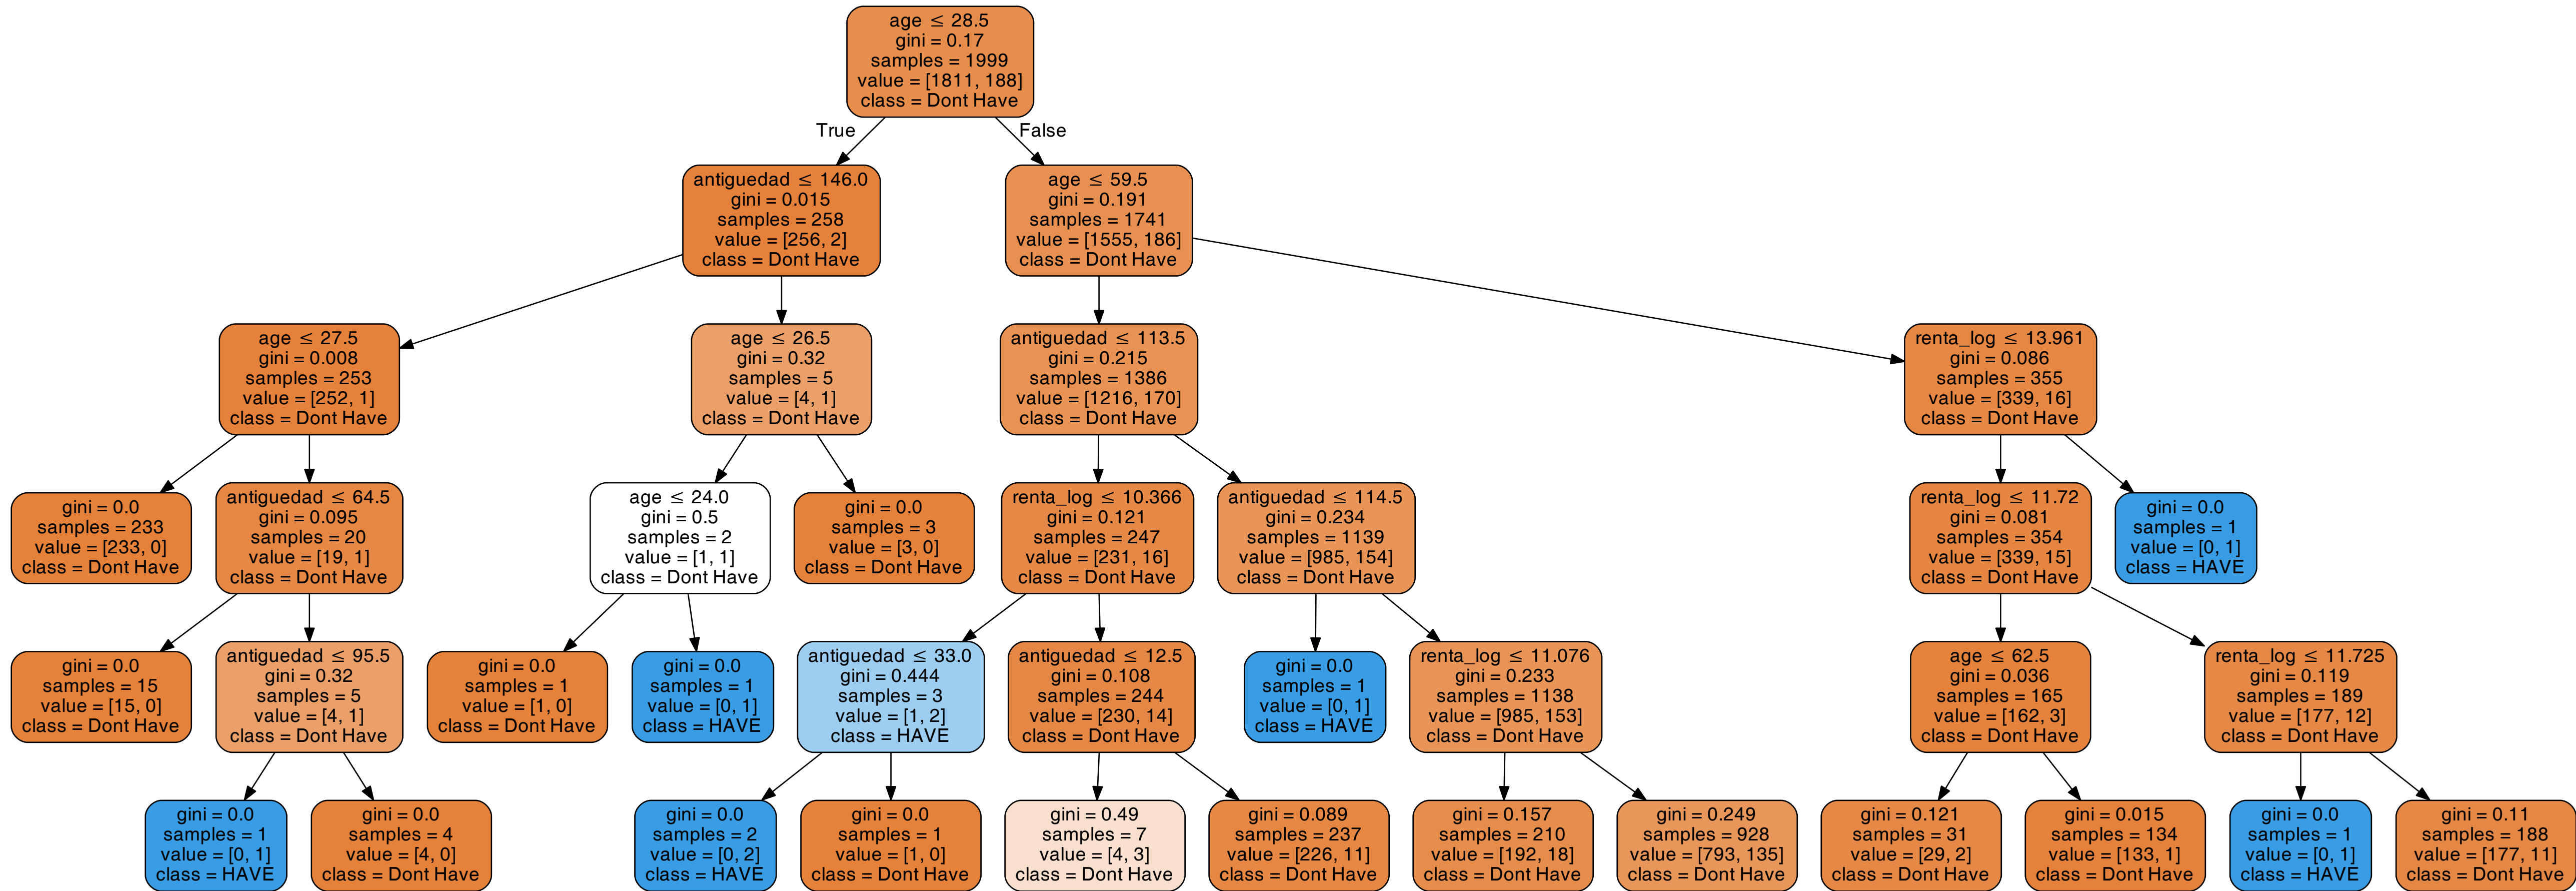 age ≤ 28.5
gini = 0.17
samples = 1999
value = [1811, 188]
class = Dont Have
True
False
antiguedad ≤ 146.0
gini = 0.015
samples = 258
value = [256, 2]
class = Dont Have
age ≤ 59.5
gini = 0.191
samples = 1741
value = [1555, 186]
class = Dont Have
age ≤ 27.5
gini = 0.008
samples = 253
value = [252, 1]
class = Dont Have
age ≤ 26.5
gini = 0.32
samples = 5
value = [4, 1]
class = Dont Have
antiguedad ≤ 113.5
gini = 0.215
samples = 1386
value = [1216, 170]
class = Dont Have
renta_log ≤ 13.961
gini = 0.086
samples = 355
value = [339, 16]
class = Dont Have
gini = 0.0
samples = 233
value = [233, 0]
class = Dont Have
antiguedad ≤ 64.5
gini = 0.095
samples = 20
value = [19, 1]
class = Dont Have
age ≤ 24.0
gini = 0.5
samples = 2
value = [1, 1]
class = Dont Have
gini = 0.0
samples = 3
value = [3, 0]
class = Dont Have
renta_log ≤ 10.366
gini = 0.121
samples = 247
value = [231, 16]
class = Dont Have
antiguedad ≤ 114.5
gini = 0.234
samples = 1139
value = [985, 154]
class = Dont Have
renta_log ≤ 11.72
gini = 0.081
samples = 354
value = [339, 15]
class = Dont Have
gini = 0.0
samples = 1
value = [0, 1]
class = HAVE
gini = 0.0
samples = 15
value = [15, 0]
class = Dont Have
antiguedad ≤ 95.5
gini = 0.32
samples = 5
value = [4, 1]
class = Dont Have
gini = 0.0
samples = 1
value = [1, 0]
class = Dont Have
gini = 0.0
samples = 1
value = [0, 1]
class = HAVE
antiguedad ≤ 33.0
gini = 0.444
samples = 3
value = [1, 2]
class = HAVE
antiguedad ≤ 12.5
gini = 0.108
samples = 244
value = [230, 14]
class = Dont Have
gini = 0.0
samples = 1
value = [0, 1]
class = HAVE
renta_log ≤ 11.076
gini = 0.233
samples = 1138
value = [985, 153]
class = Dont Have
age ≤ 62.5
gini = 0.036
samples = 165
value = [162, 3]
class = Dont Have
renta_log ≤ 11.725
gini = 0.119
samples = 189
value = [177, 12]
class = Dont Have
gini = 0.0
samples = 1
value = [0, 1]
class = HAVE
gini = 0.0
samples = 4
value = [4, 0]
class = Dont Have
gini = 0.0
samples = 2
value = [0, 2]
class = HAVE
gini = 0.0
samples = 1
value = [1, 0]
class = Dont Have
gini = 0.49
samples = 7
value = [4, 3]
class = Dont Have
gini = 0.089
samples = 237
value = [226, 11]
class = Dont Have
gini = 0.157
samples = 210
value = [192, 18]
class = Dont Have
gini = 0.249
samples = 928
value = [793, 135]
class = Dont Have
gini = 0.121
samples = 31
value = [29, 2]
class = Dont Have
gini = 0.015
samples = 134
value = [133, 1]
class = Dont Have
gini = 0.0
samples = 1
value = [0, 1]
class = HAVE
gini = 0.11
samples = 188
value = [177, 11]
class = Dont Have